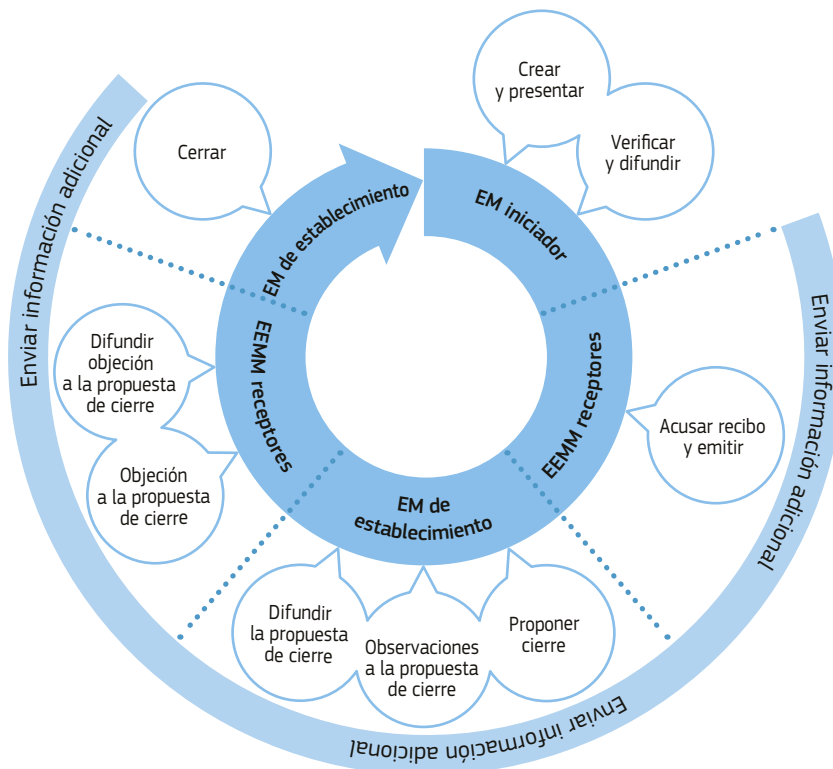 Crear
y presentar
Verificar
y difundir
EM iniciador
Enviar información adicional
EEMM receptores
Acusar recibo
y emitir
EM de
establecimiento
Proponer
cierre
Observaciones
a la propuesta
de cierre
Difundir
la propuesta
de cierre
Enviar información adicional
EEMM receptores
Objeción
a la propuesta
de cierre
Difundir
objeción
a la propuesta
de cierre
EM de establecimiento
Cerrar
Enviar información adicional